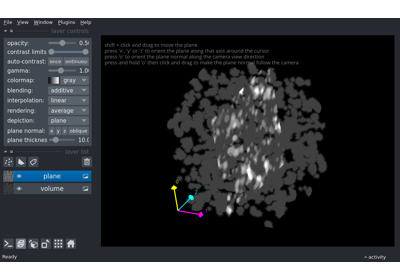 File View Window Plugins Help
layer controls
opacity: 0.5
contrast limits
auto-contrast: once continuous
gamma: 1.0
colormap: gray
blending: additive
interpolation: linear
rendering: average
depiction: plane
plane normal: x y z oblique
plane thicknes 10.0
layer list
plane
volume
shift + click and drag to move the plane
press 'x', 'y' or 'z' to orient the plane along that axis around the cursor
press 'o' to orient the plane normal along the camera view direction
press and hold 'o' then click and drag to make the plane normal follow the camera
Ready
activity